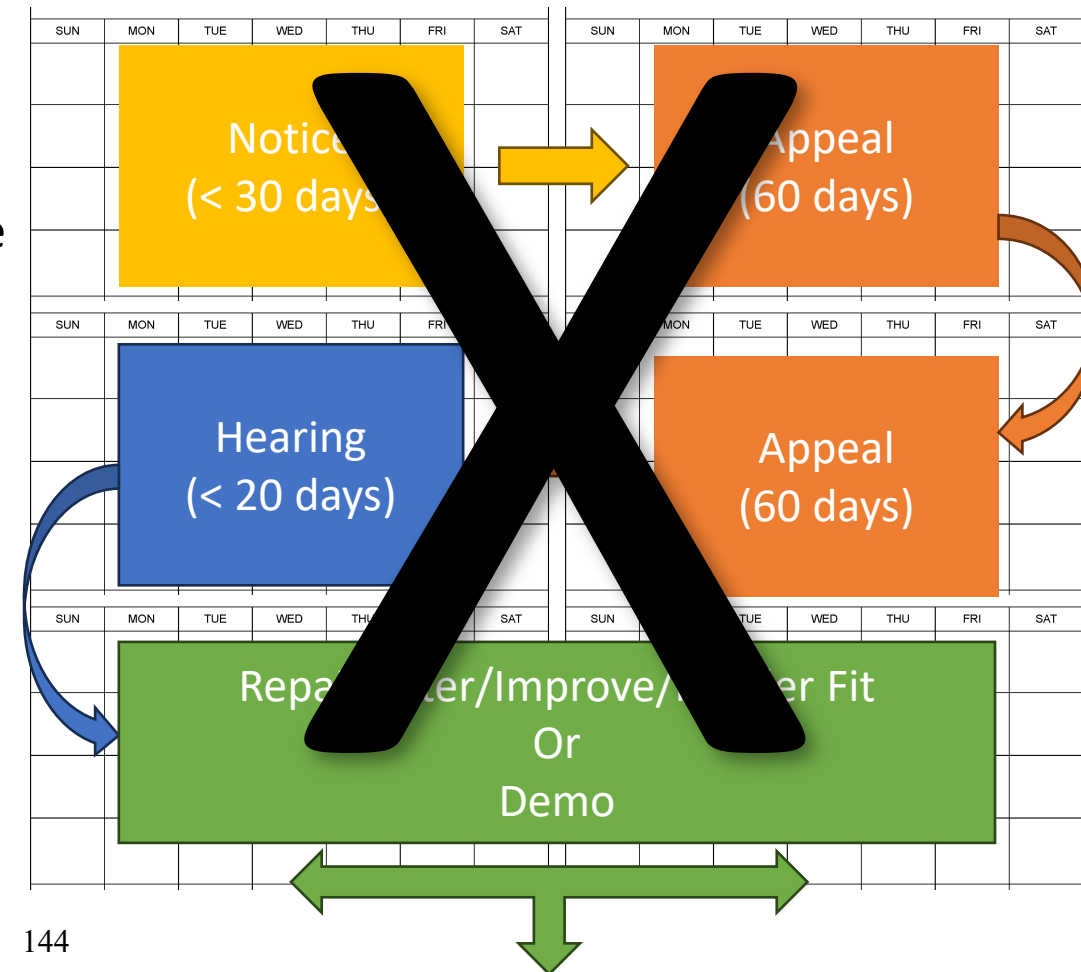 SUN MON TUE WED THU FRI SAT SUN MON TUE WED THU FRI SAT
Notice
(< 30 days
Appeal
(60 days)
e
SUN MON TUE WED THU FRI MON TUE WED THU FRI SAT
Hearing
(< 20 days)
Appeal
(60 days)
SUN MON TUE WED SAT SUN TUE WED THU FRI SAT
/Improve/ Fit
Or
Demo
144